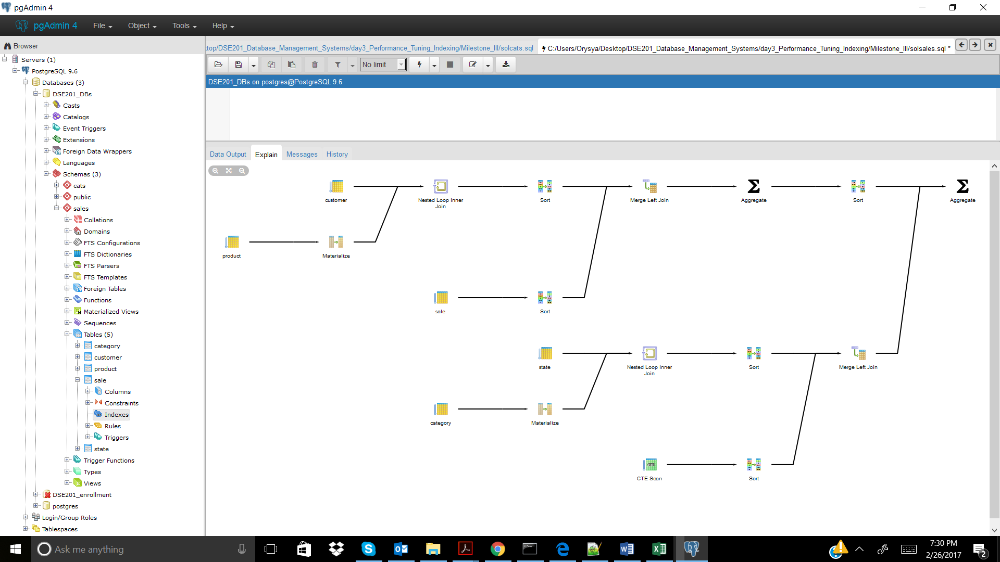 pgAdmin 4
pgAdmin 4 File Object Tools Help
Browser
Servers (1)
PostgreSQL 9.6
Databases (3)
DSE201_DBs
Casts
Catalogs
Event Triggers
Extensions
Foreign Data Wrappers
Languages
Schemas (3)
cats
public
sales
Collations
Domains
FTS Configurations
FTS Dictionaries
FTS Parsers
FTS Templates
Foreign Tables
Functions
Materialized Views
Sequences
Tables (5)
category
customer
product
sale
Columns
Constraints
Indexes
Rules
Triggers
state
Trigger Functions
Types
Views
DSE201_enrollment
postgres
Login/Group Roles
Tablespaces
ktop/DSE201_Database_Management_Systems/day3_Performance_Tuning_Indexing/Milestone_III/solcats.sql
C:/Users/Orysya/Desktop/DSE201_Database_Management_Systems/day3_Performance_Tuning_Indexing/Milestone_III/solsales.sql *
No limit
DSE201_DBs on postgres@PostgreSQL 9.6
Data Output Explain Messages History
customer
Nested Loop Inner
Join
Sort
Merge Left Join
Aggregate
Sort
Aggregate
product
Materialize
sale
Sort
state
Nested Loop Inner
Join
Sort
Merge Left Join
category
Materialize
CTE Scan
Sort
Ask me anything
7:30 PM
2/26/2017
2